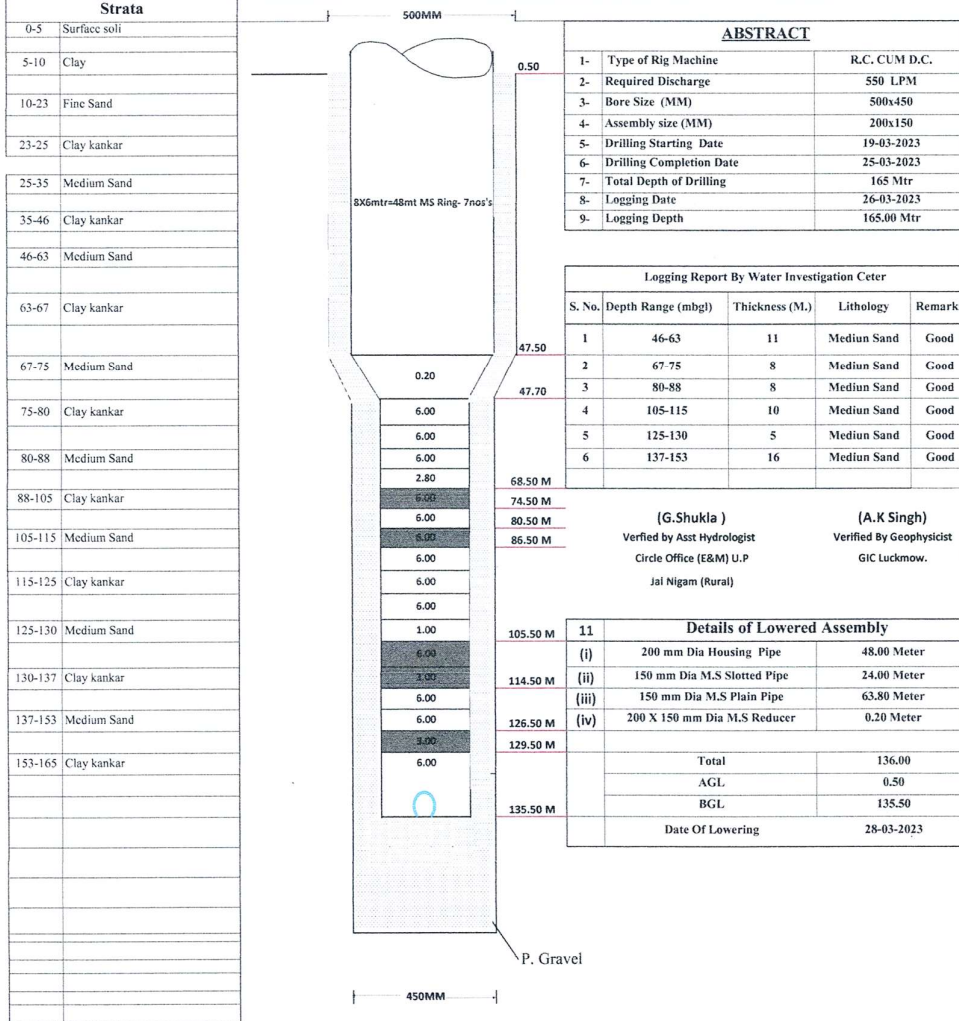 Strata
0-5 Surface soli
5-10 Clay
10-23 Fine Sand
23-25 Clay kankar
25-35 Medium Sand
35-46 Clay kankar
46-63 Medium Sand
63-67 Clay kankar
67-75 Medium Sand
75-80 Clay kankar
80-88 Medium Sand
88-105 Clay kankar
105-115 Medium Sand
115-125 Clay kankar
125-130 Medium Sand
130-137 Clay kankar
137-153 Medium Sand
153-165 Clay kankar
500MM
0.50
8X6mtr=48mt MS Ring- 7nos's
47.50
0.20
47.70
6.00
6.00
6.00
2.80
68.50 M
6.00
74.50 M
6.00
80.50 M
6.00
86.50 M
6.00
6.00
6.00
1.00
105.50 M
6.00
3.00
114.50 M
6.00
6.00
126.50 M
3.00
129.50 M
6.00
135.50 M
P. Gravel
450MM
ABSTRACT
1- Type of Rig Machine R.C. CUM D.C.
2- Required Discharge 550 LPM
3- Bore Size (MM) 500x450
4- Assembly size (MM) 200x150
5- Drilling Starting Date 19-03-2023
6- Drilling Completion Date 25-03-2023
7- Total Depth of Drilling 165 Mtr
8- Logging Date 26-03-2023
9- Logging Depth 165.00 Mtr
Logging Report By Water Investigation Ceter
S. No. Depth Range (mbgl) Thickness (M.) Lithology Remark
1 46-63 11 Mediun Sand Good
2 67-75 8 Mediun Sand Good
3 80-88 8 Mediun Sand Good
4 105-115 10 Mediun Sand Good
5 125-130 5 Mediun Sand Good
6 137-153 16 Mediun Sand Good
(G.Shukla ) (A.K Singh)
Verfied by Asst Hydrologist Verified By Geophysicist
Circle Office (E&M) U.P GIC Luckmow.
Jal Nigam (Rural)
11 Details of Lowered Assembly
(i) 200 mm Dia Housing Pipe 48.00 Meter
(ii) 150 mm Dia M.S Slotted Pipe 24.00 Meter
(iii) 150 mm Dia M.S Plain Pipe 63.80 Meter
(iv) 200 X 150 mm Dia M.S Reducer 0.20 Meter
Total 136.00
AGL 0.50
BGL 135.50
Date Of Lowering 28-03-2023